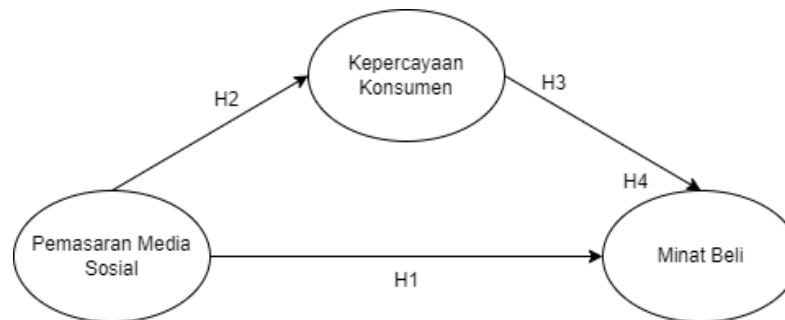 Kepercayaan
Konsumen
H2
H3
H4
Pemasaran Media
Sosial
Minat Beli
H1